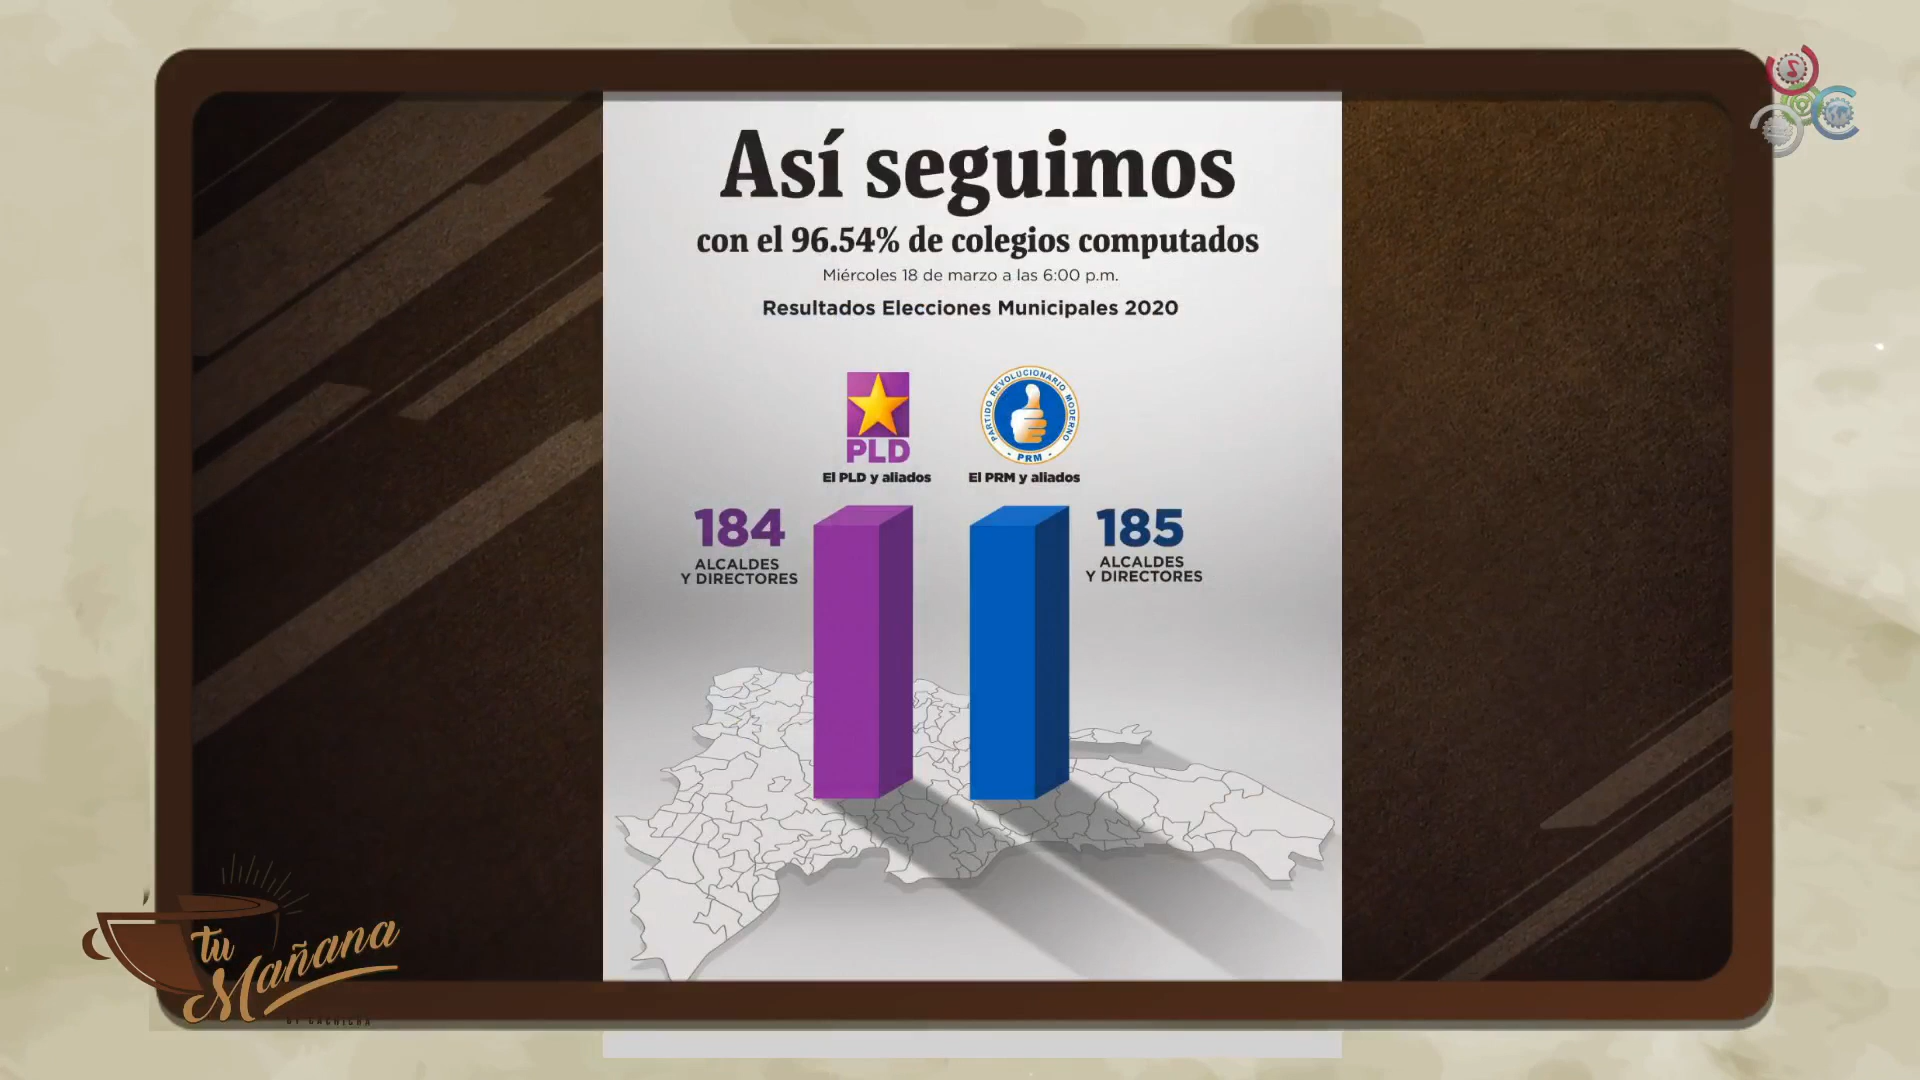 Así seguimos
con el 96.54% de colegios computados
Miércoles 18 de marzo a las 6:00 p.m.
Resultados Elecciones Municipales 2020
PLD
PARTIDO REVOLUCIONARIO MODERNO
PRM
El PLD y aliados
El PRM y aliados
184
ALCALDES
Y DIRECTORES
185
ALCALDES
Y DIRECTORES
tu
Mañana
BY CACHICHA